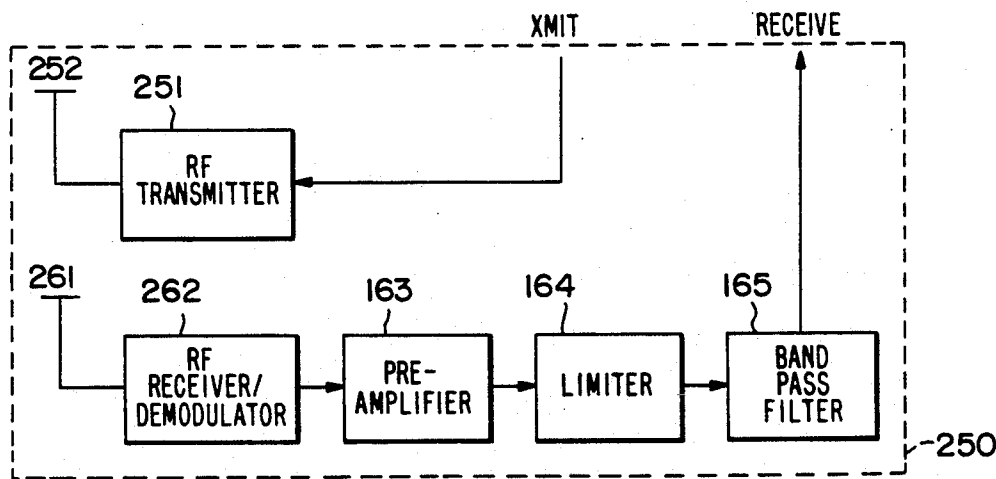 XMIT RECEIVE
252
251
RF
TRANSMITTER
261
262
163
164
165
RF
RECEIVER/
DEMODULATOR
PRE-
AMPLIFIER
LIMITER
BAND
PASS
FILTER
250